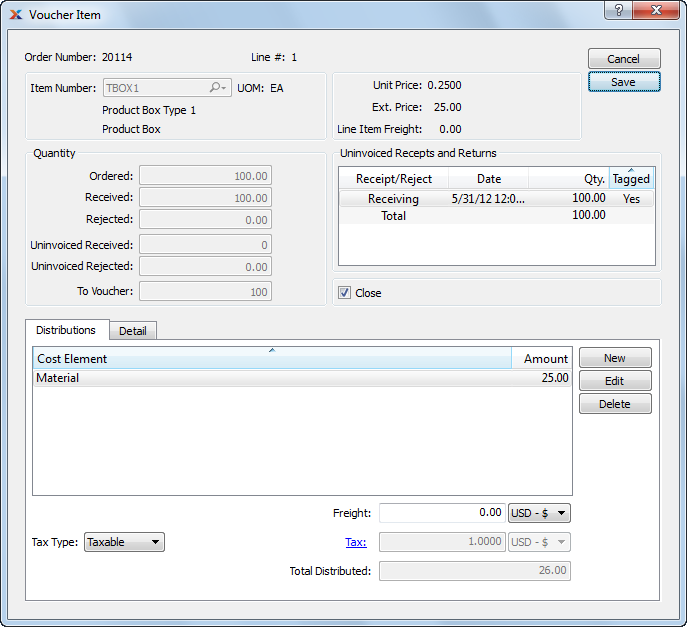 Voucher Item
Order Number: 20114 Line #: 1
Cancel
Save
Item Number: TBOX1 UOM: EA
Product Box Type 1
Product Box
Unit Price: 0.2500
Ext. Price: 25.00
Line Item Freight: 0.00
Quantity
Ordered: 100.00
Received: 100.00
Rejected: 0.00
Uninvoiced Received: 0
Uninvoiced Rejected: 0.00
To Voucher: 100
Uninvoiced Recepts and Returns
Receipt/Reject Date Qty. Tagged
Receiving 5/31/12 12:0... 100.00 Yes
Total 100.00
Close
Distributions Detail
Cost Element Amount
Material 25.00
New
Edit
Delete
Freight: 0.00 USD - $
Tax Type: Taxable Tax: 1.0000 USD - $
Total Distributed: 26.00